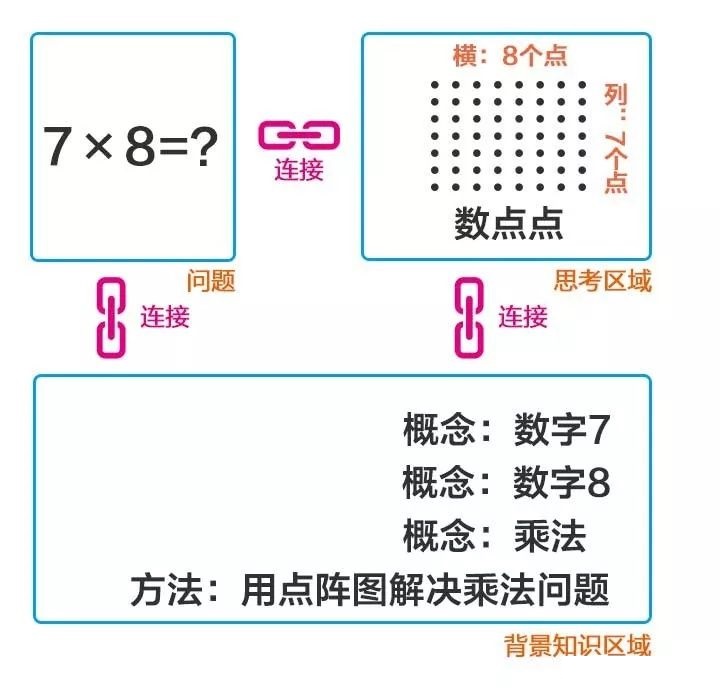 7×8=?
连接
横：8个点
列：7个点
数点点
问题
思考区域
连接
连接
概念：数字7
概念：数字8
概念：乘法
方法：用点阵图解决乘法问题
背景知识区域